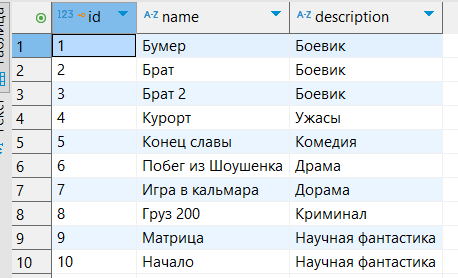 123 id A-Z name A-Z description
1 1 Бумер Боевик
2 2 Брат Боевик
3 3 Брат 2 Боевик
4 4 Курорт Ужасы
5 5 Конец славы Комедия
6 6 Побег из Шоушенка Драма
7 7 Игра в кальмара Дорама
8 8 Груз 200 Криминал
9 9 Матрица Научная фантастика
10 10 Начало Научная фантастика